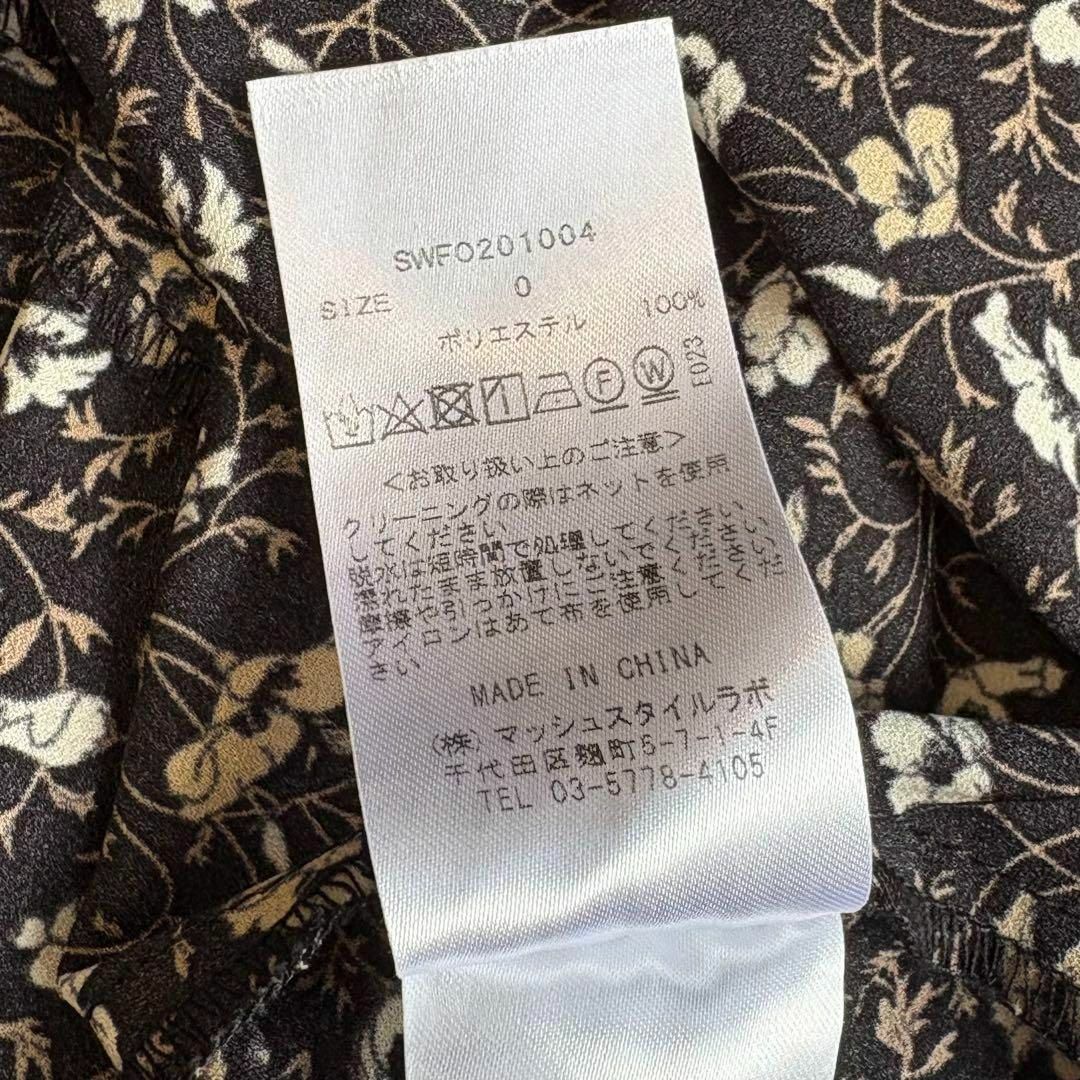 SWFO201004
SIZE 0
ポリエステル 100%
F W E023
<お取り扱い上のご注意>
クリーニングの際はネットを使用
してください
脱水は短時間で処理してください
濡れたまま放置しないでください
摩擦や引っかけにご注意ください
アイロンはあて布を使用してくだ
さい
MADE IN CHINA
(株)マッシュスタイルラボ
千代田区麹町5-7-1-4F
TEL 03-5778-4105